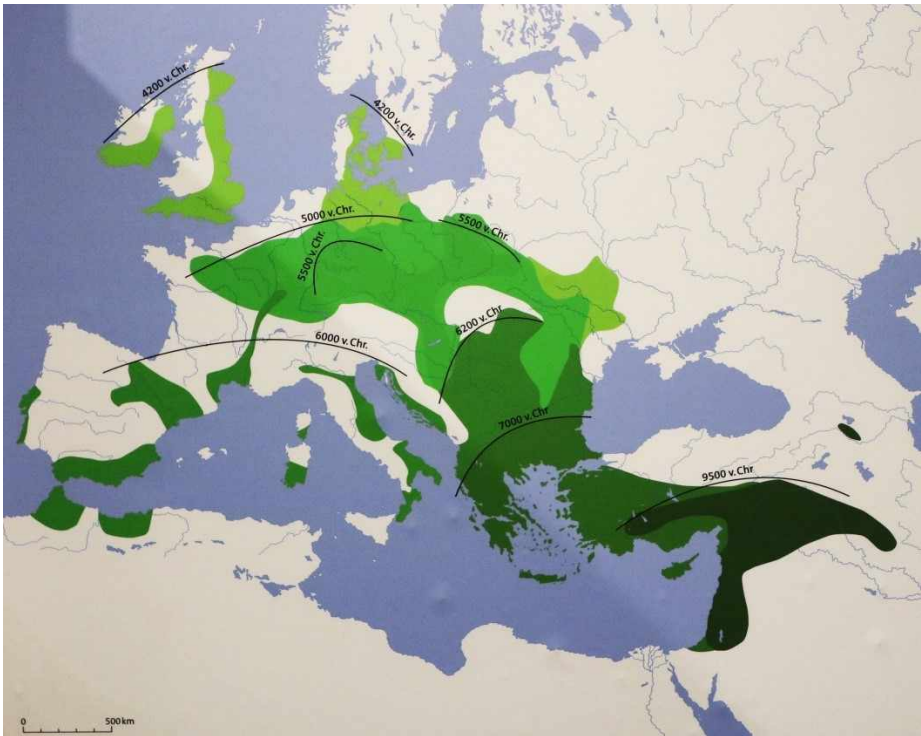 4200 v. Chr.
4200 v. Chr.
5000 v. Chr.
5500 v. Chr.
5500 v. Chr.
6200 v. Chr.
6000 v. Chr.
7000 v. Chr
9500 v. Chr
0 500 km